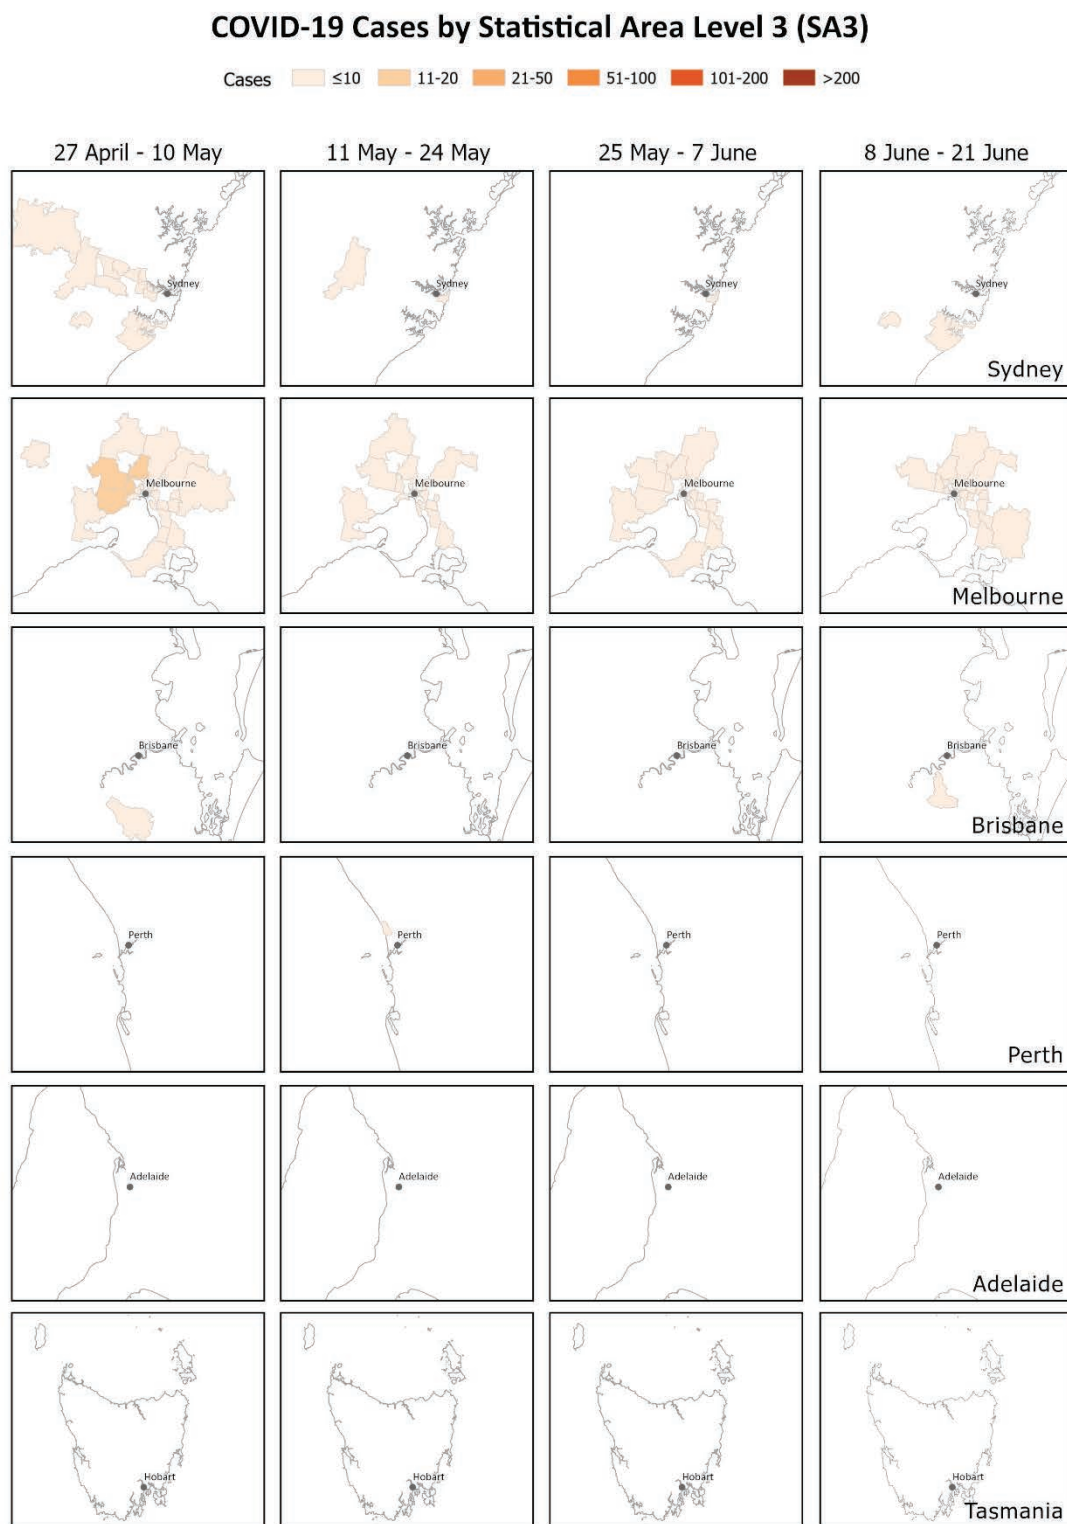 COVID-19 Cases by Statistical Area Level 3 (SA3)
Cases ≤10 11-20 21-50 51-100 101-200 >200
27 April - 10 May 11 May - 24 May 25 May - 7 June 8 June - 21 June
Sydney Sydney Sydney Sydney
Sydney
Melbourne Melbourne Melbourne Melbourne
Melbourne
Brisbane Brisbane Brisbane Brisbane
Brisbane
Perth Perth Perth Perth
Perth
Adelaide Adelaide Adelaide Adelaide
Adelaide
Hobart Hobart Hobart Hobart
Tasmania